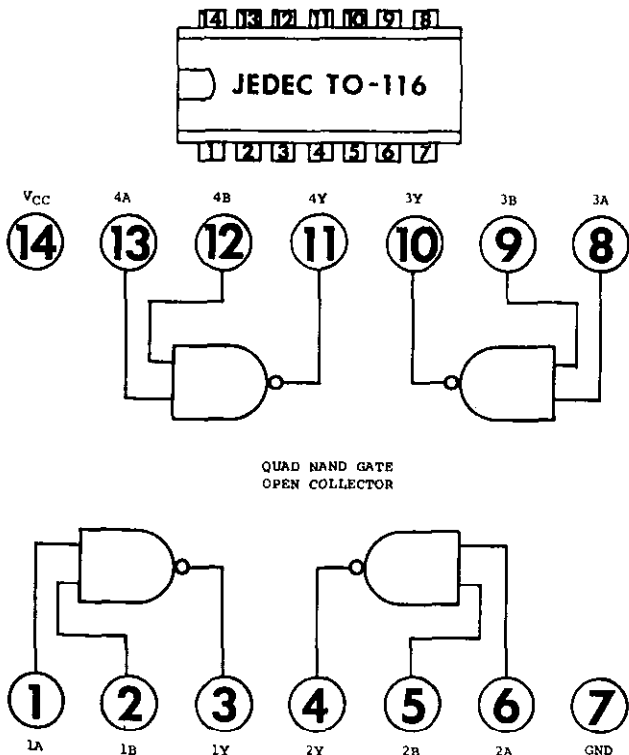 14 13 12 11 10 9 8
JEDEC TO-116
1 2 3 4 5 6 7
VCC 4A 4B 4Y 3Y 3B 3A
14 13 12 11 10 9 8
QUAD NAND GATE
OPEN COLLECTOR
1 2 3 4 5 6 7
1A 1B 1Y 2Y 2B 2A GND